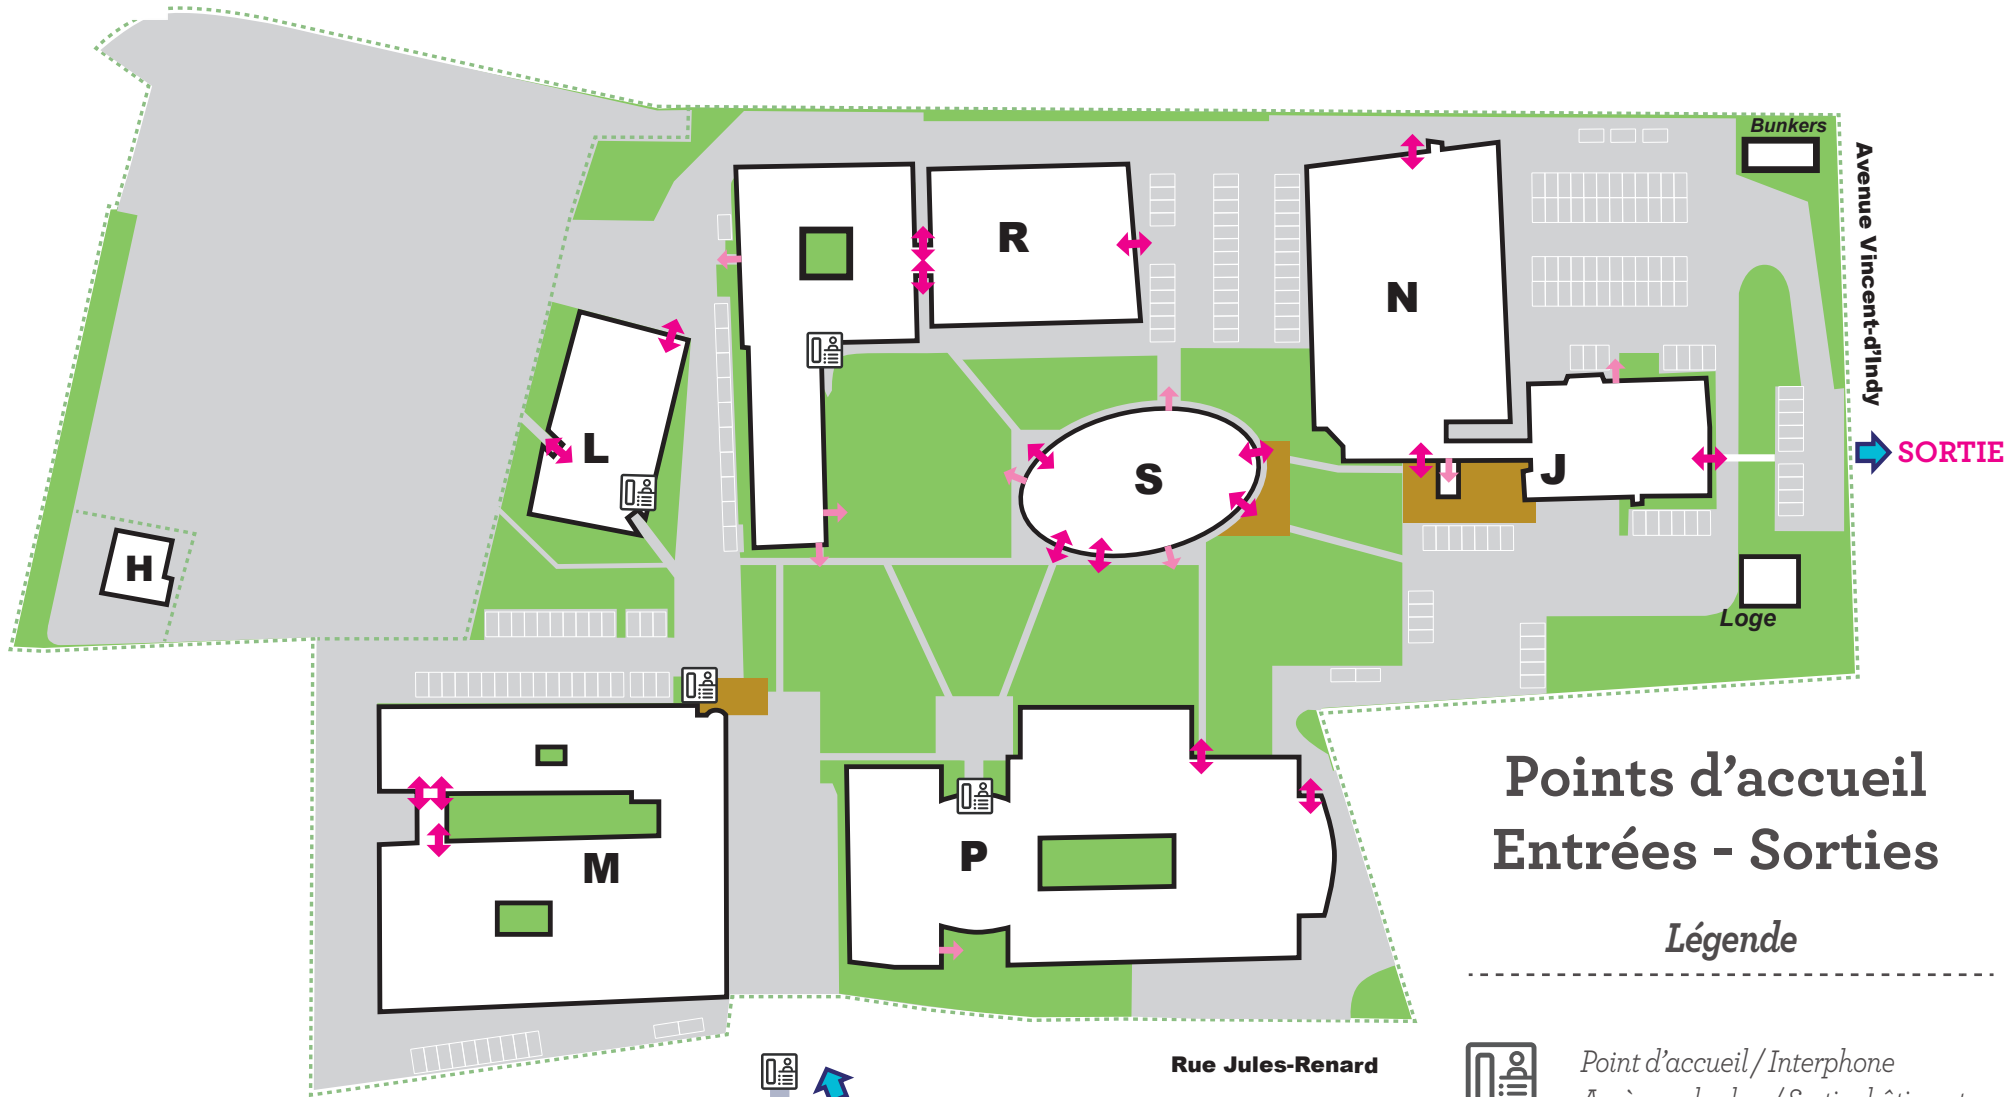 Bunkers
Avenue Vincent-d'Indy
R
N
L
S
J
SORTIE
H
Loge
M
P
Points d'accueil
Entrées - Sorties
Légende
Rue Jules-Renard
Point d'accueil / Interphone